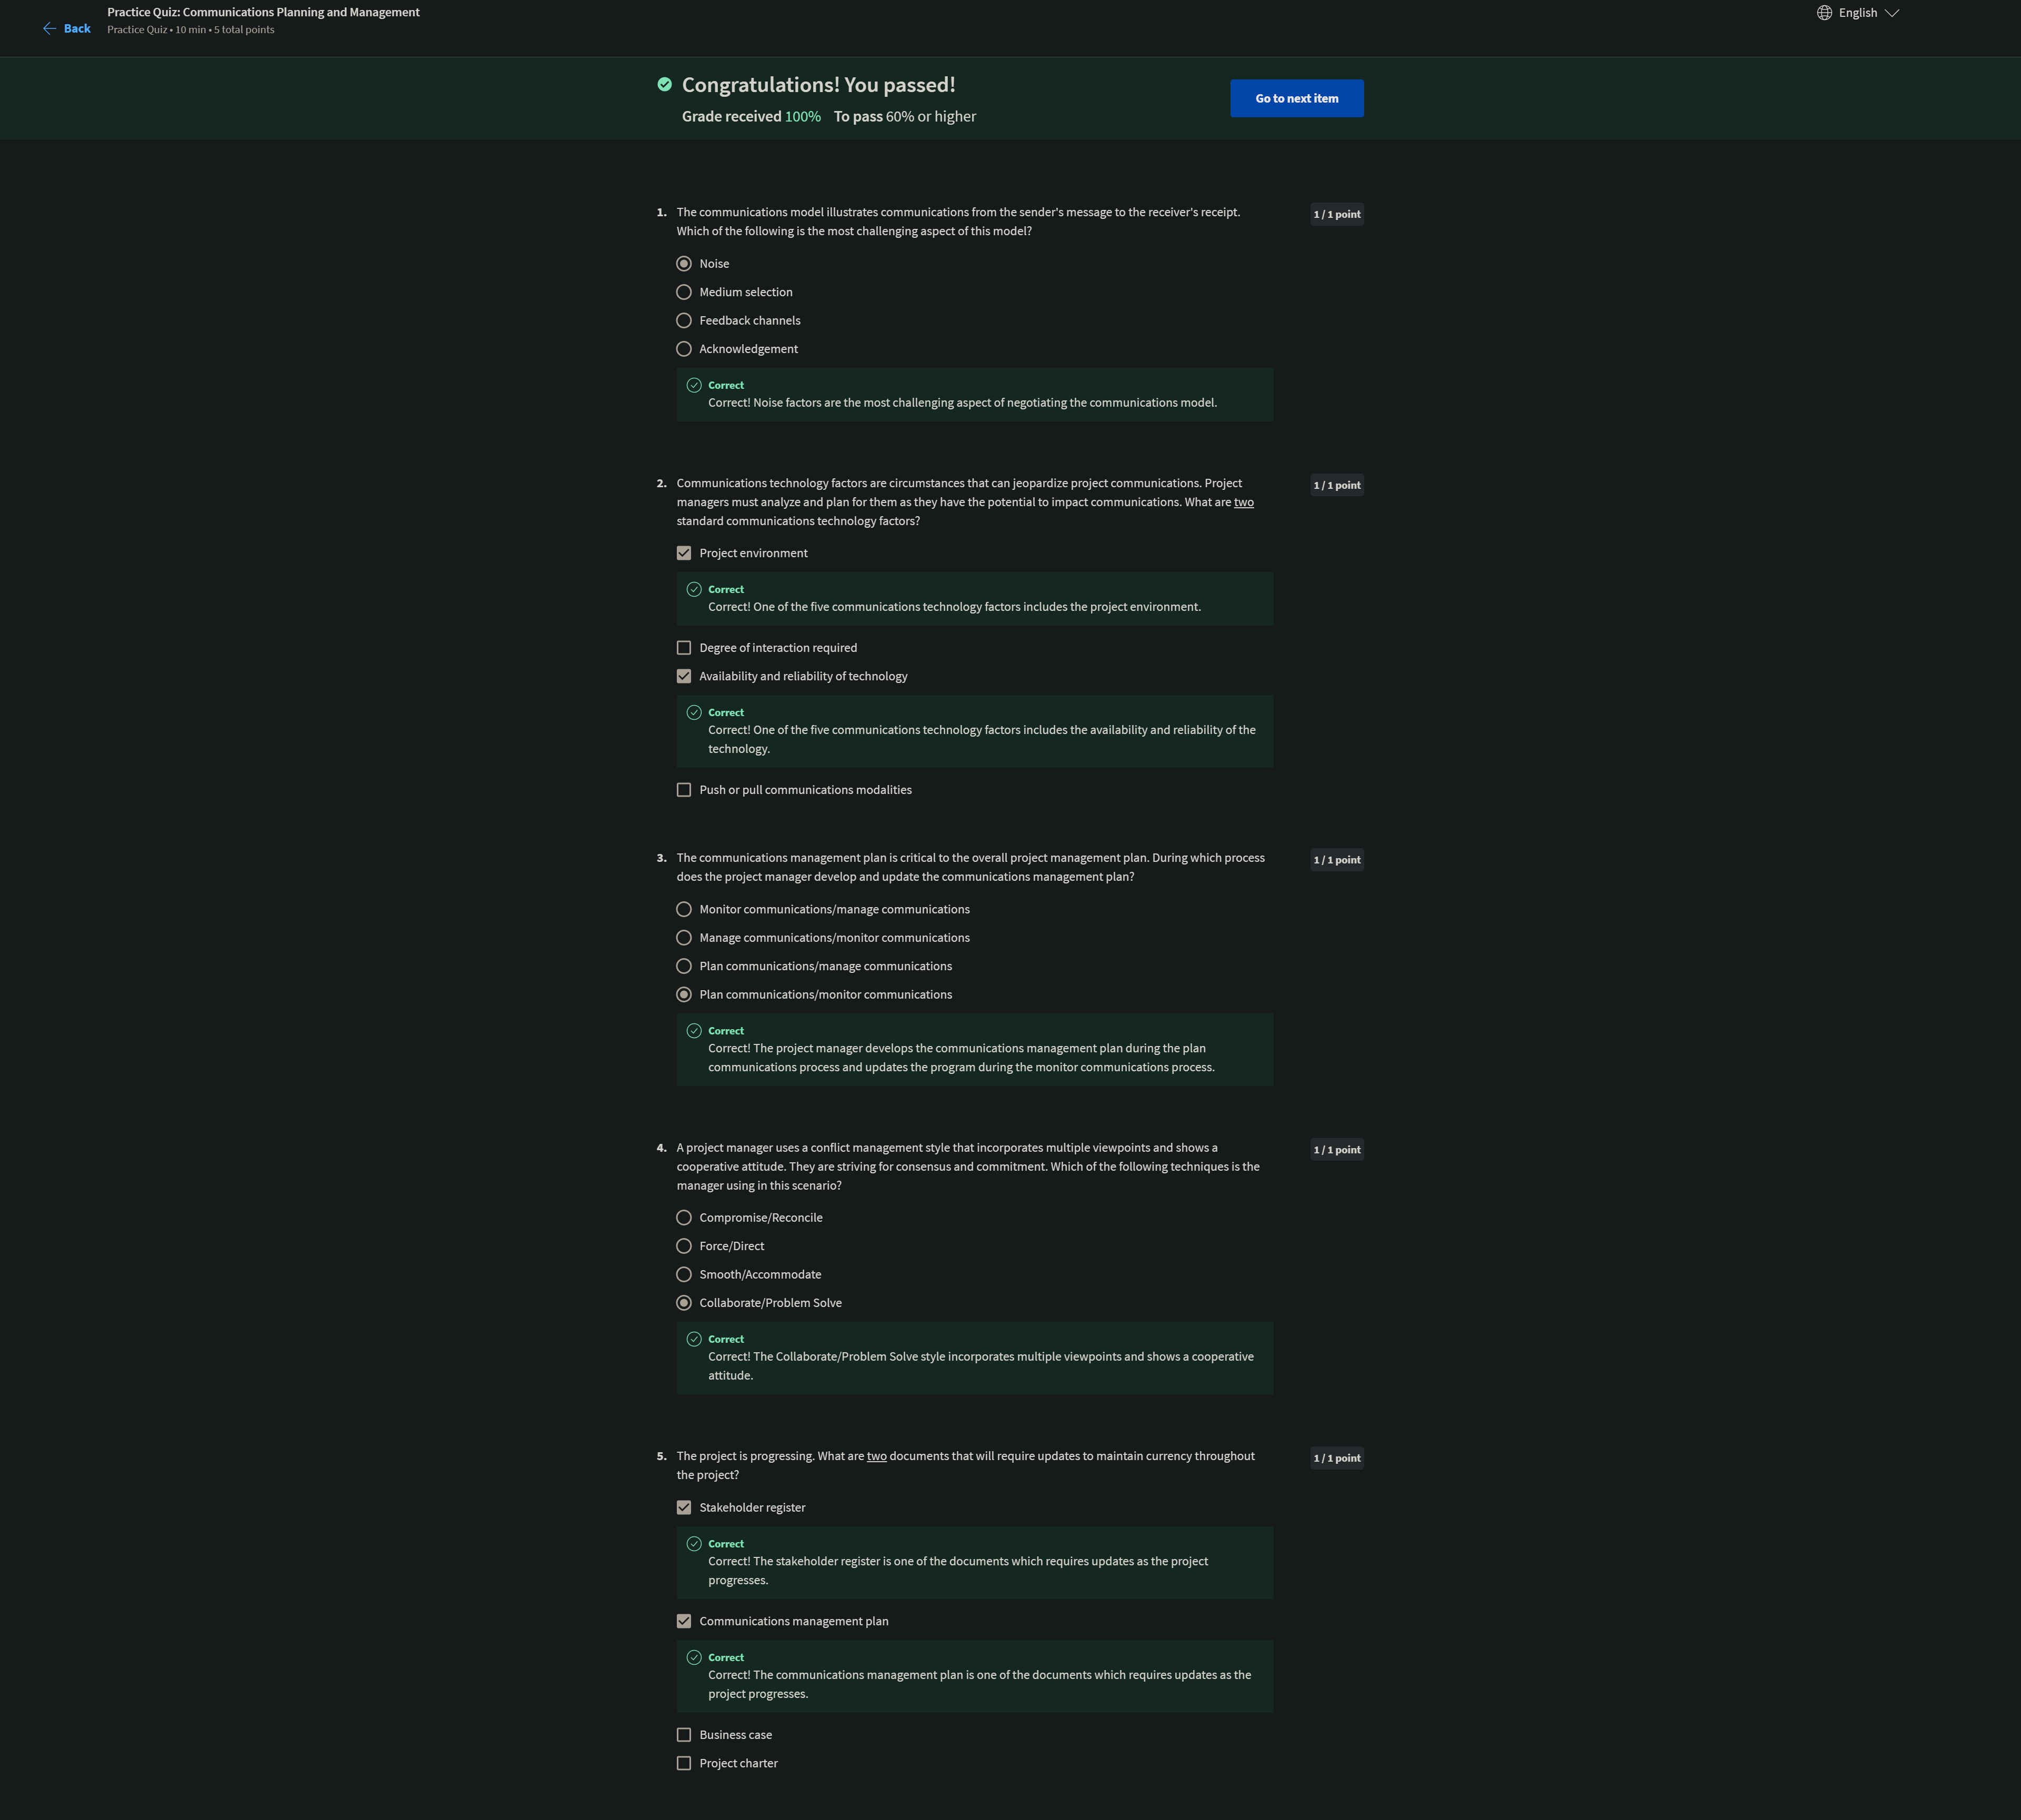 Practice Quiz: Communications Planning and Management
Back
Practice Quiz • 10 min • 5 total points
English
Congratulations! You passed!
Grade received 100% To pass 60% or higher
Go to next item
1. The communications model illustrates communications from the sender's message to the receiver's receipt.
Which of the following is the most challenging aspect of this model?
1 / 1 point
Noise
Medium selection
Feedback channels
Acknowledgement
Correct
Correct! Noise factors are the most challenging aspect of negotiating the communications model.
2. Communications technology factors are circumstances that can jeopardize project communications. Project
managers must analyze and plan for them as they have the potential to impact communications. What are two
standard communications technology factors?
1 / 1 point
Project environment
Correct
Correct! One of the five communications technology factors includes the project environment.
Degree of interaction required
Availability and reliability of technology
Correct
Correct! One of the five communications technology factors includes the availability and reliability of the
technology.
Push or pull communications modalities
3. The communications management plan is critical to the overall project management plan. During which process
does the project manager develop and update the communications management plan?
1 / 1 point
Monitor communications/manage communications
Manage communications/monitor communications
Plan communications/manage communications
Plan communications/monitor communications
Correct
Correct! The project manager develops the communications management plan during the plan
communications process and updates the program during the monitor communications process.
4. A project manager uses a conflict management style that incorporates multiple viewpoints and shows a
cooperative attitude. They are striving for consensus and commitment. Which of the following techniques is the
manager using in this scenario?
1 / 1 point
Compromise/Reconcile
Force/Direct
Smooth/Accommodate
Collaborate/Problem Solve
Correct
Correct! The Collaborate/Problem Solve style incorporates multiple viewpoints and shows a cooperative
attitude.
5. The project is progressing. What are two documents that will require updates to maintain currency throughout
the project?
1 / 1 point
Stakeholder register
Correct
Correct! The stakeholder register is one of the documents which requires updates as the project
progresses.
Communications management plan
Correct
Correct! The communications management plan is one of the documents which requires updates as the
project progresses.
Business case
Project charter